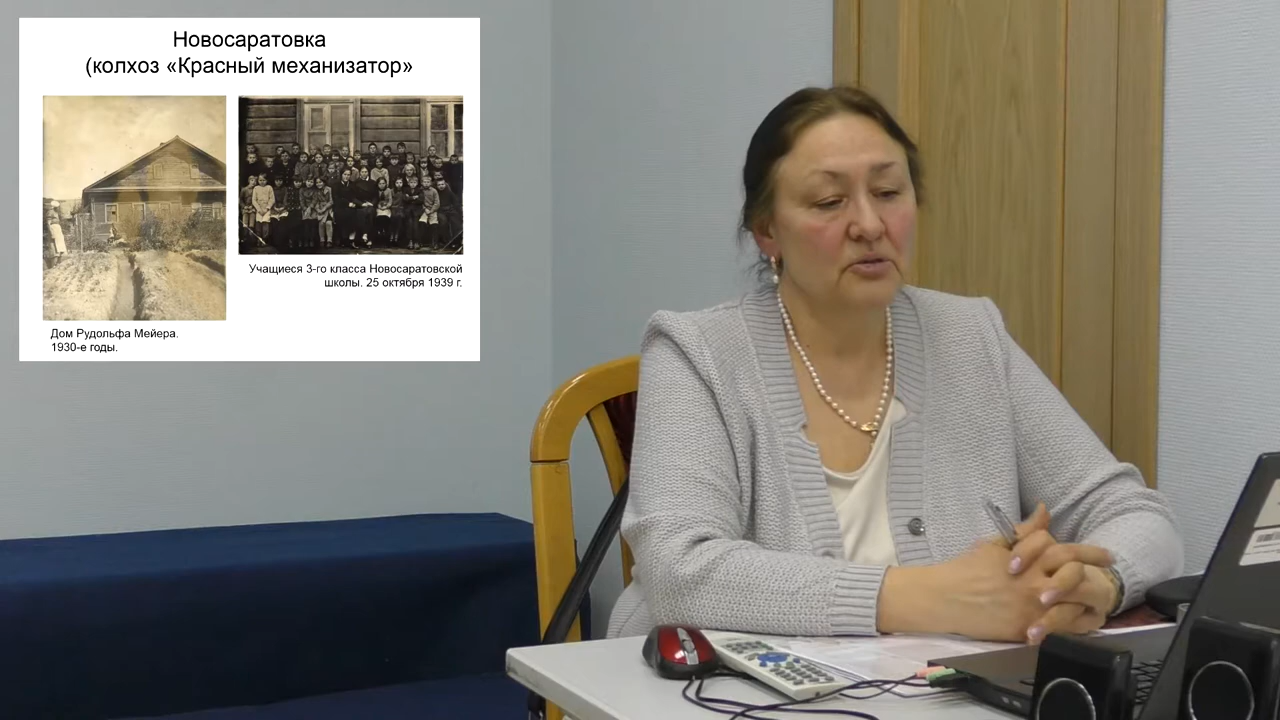 Новосаратовка
(колхоз «Красный механизатор»
Учащиеся 3-го класса Новосаратовской
школы. 25 октября 1939 г.
Дом Рудольфа Мейера.
1930-е годы.